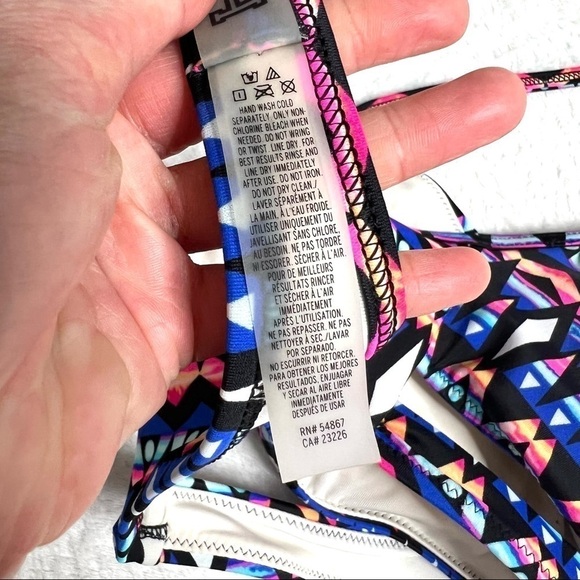 HAND WASH COLD
SEPARATELY, ONLY NON-
CHLORINE BLEACH WHEN
NEEDED. DO NOT WRING
OR TWIST. LINE DRY. FOR
BEST RESULTS RINSE AND
LINE DRY IMMEDIATELY
AFTER USE. DO NOT IRON.
DO NOT DRY CLEAN./
LAVER SÉPARÉMENT À
LA MAIN, À L'EAU FROIDE.
UTILISER UNIQUEMENT DU
JAVELLISANT SANS CHLORE,
AU BESOIN. NE PAS TORDRE
NI ESSORER. SÉCHER À L'AIR.
POUR DE MEILLEURS
RÉSULTATS RINCER
ET SÉCHER À L'AIR
IMMÉDIATEMENT
APRÈS L'UTILISATION.
NE PAS REPASSER. NE PAS
NETTOYER À SEC./LAVAR
POR SEPARADO.
NO ESCURRIR NI RETORCER.
PARA OBTENER LOS MEJORES
RESULTADOS, ENJUAGAR
Y SECAR AL AIRE LIBRE
INMEDIATAMENTE
DESPUÉS DE USAR
RN# 54867
CA# 23226